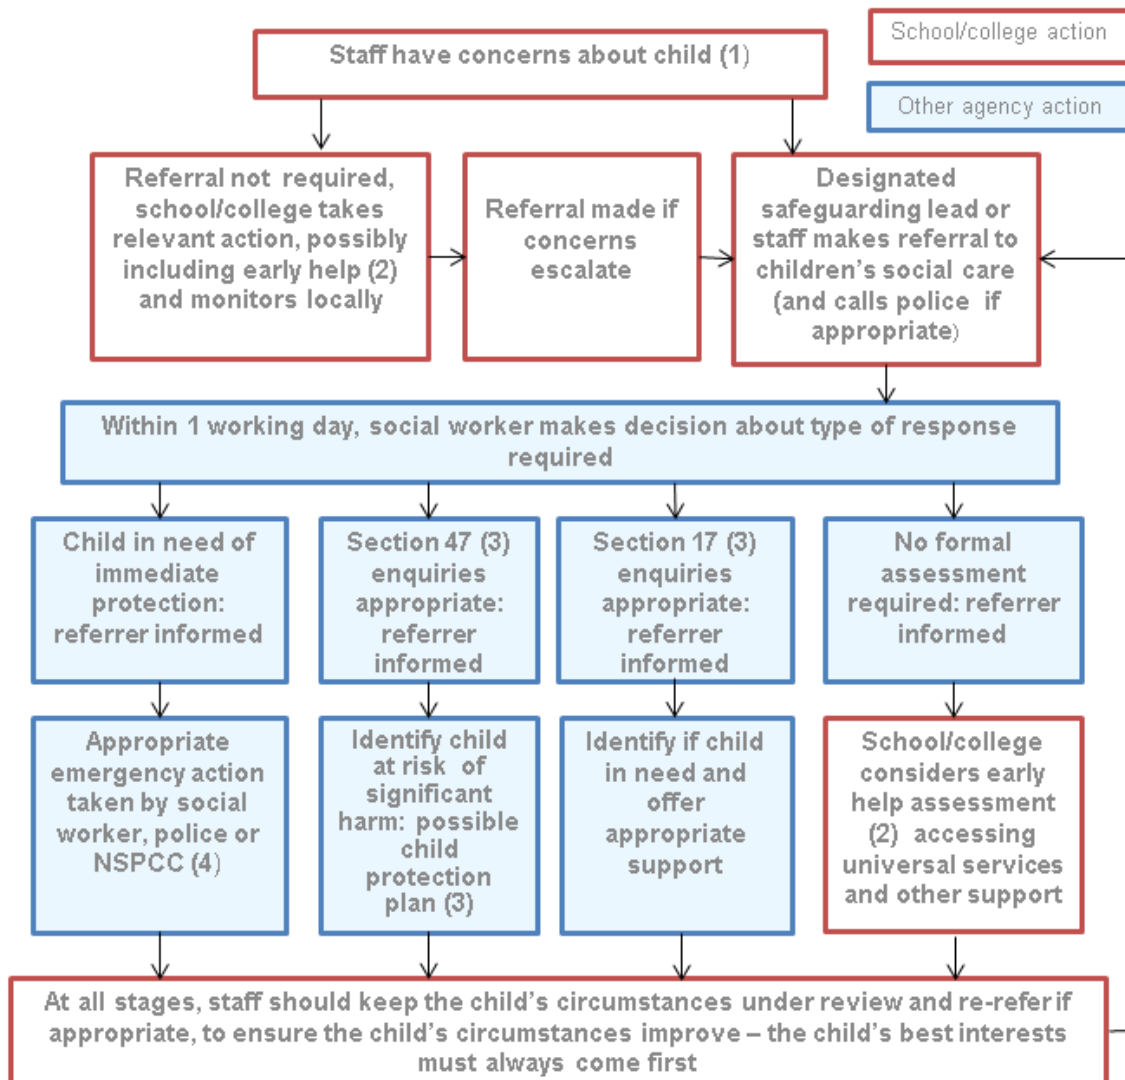 School/college action
Staff have concerns about child (1)
Other agency action
Referral not required,
school/college takes
relevant action, possibly
including early help (2)
and monitors locally
Referral made if
concerns
escalate
Designated
safeguarding lead or
staff makes referral to
children’s social care
(and calls police if
appropriate)
Within 1 working day, social worker makes decision about type of response
required
Child in need of
immediate
protection:
referrer informed
Section 47 (3)
enquiries
appropriate:
referrer
informed
Section 17 (3)
enquiries
appropriate:
referrer
informed
No formal
assessment
required: referrer
informed
Appropriate
emergency action
taken by social
worker, police or
NSPCC (4)
Identify child
at risk of
significant
harm: possible
child
protection
plan (3)
Identify if child
in need and
offer
appropriate
support
School/college
considers early
help assessment
(2) accessing
universal services
and other support
At all stages, staff should keep the child’s circumstances under review and re-refer if
appropriate, to ensure the child’s circumstances improve – the child’s best interests
must always come first